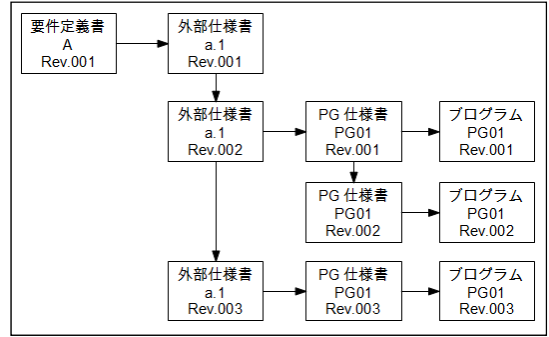 要件定義書
A
Rev.001
外部仕様書
a.1
Rev.001
外部仕様書
a.1
Rev.002
PG 仕様書
PG01
Rev.001
プログラム
PG01
Rev.001
PG 仕様書
PG01
Rev.002
プログラム
PG01
Rev.002
外部仕様書
a.1
Rev.003
PG 仕様書
PG01
Rev.003
プログラム
PG01
Rev.003